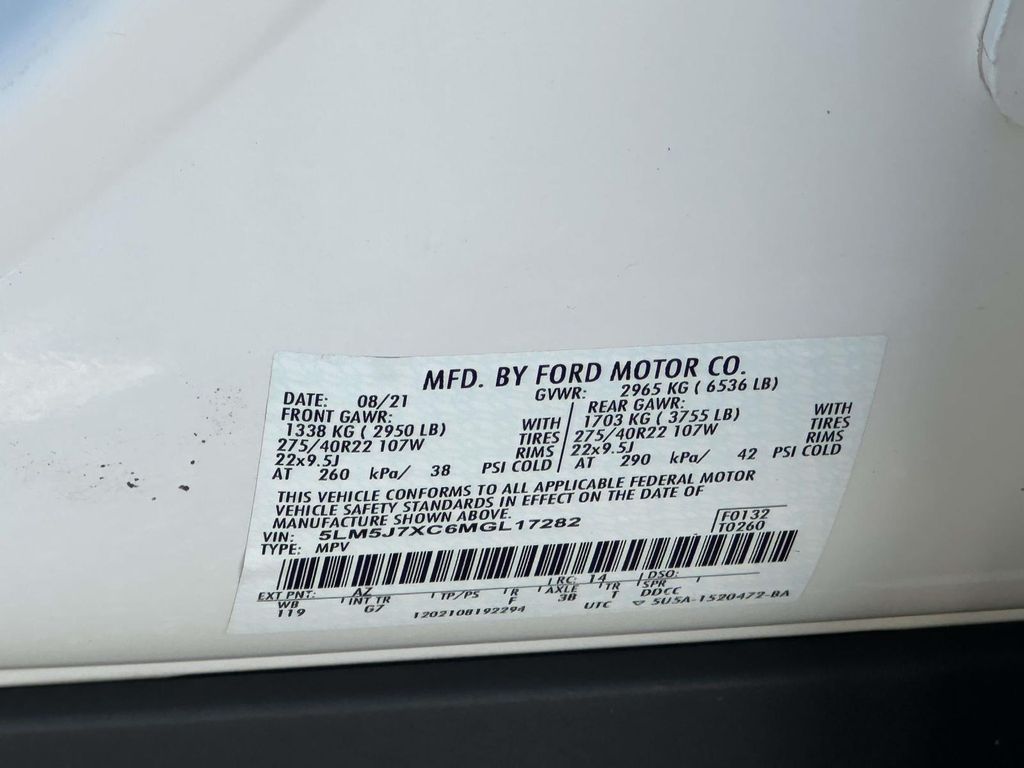 MFD. BY FORD MOTOR CO.
DATE: 08/21 GVWR: 2965 KG ( 6536 LB)
FRONT GAWR: REAR GAWR:
1338 KG ( 2950 LB) WITH 1703 KG ( 3755 LB) WITH
275/40R22 107W TIRES 275/40R22 107W TIRES
22x9.5J RIMS 22x9.5J RIMS
AT 260 kPa/ 38 PSI COLD AT 290 kPa/ 42 PSI COLD
THIS VEHICLE CONFORMS TO ALL APPLICABLE FEDERAL MOTOR
VEHICLE SAFETY STANDARDS IN EFFECT ON THE DATE OF
MANUFACTURE SHOWN ABOVE.
VIN: 5LM5J7XC6MGL17282 F0132
TYPE: MPV T0260
EXT PNT: AZ RC: 14 DSO:
WB INT TR TP/PS R AXLE TR SPR
119 G7 F 3B 1 DDCC
1202108192294 UTC ▽ 5U5A-1520472-BA